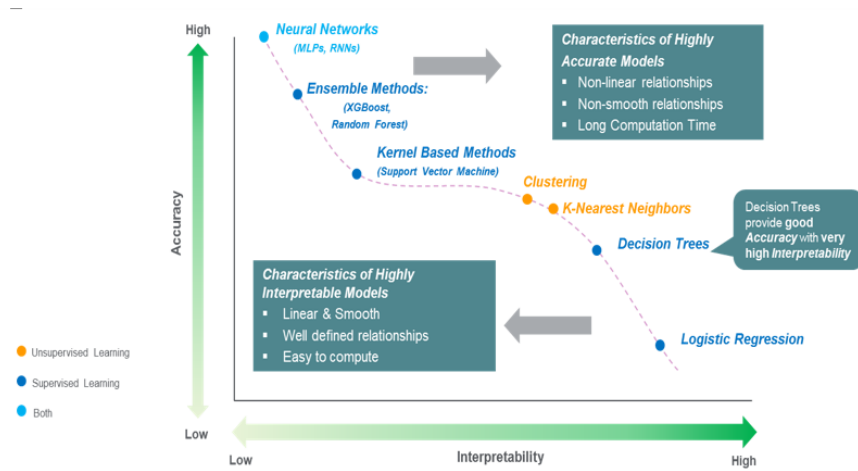 High
Neural Networks
(MLPs, RNNs)
Ensemble Methods:
(XGBoost,
Random Forest)
Kernel Based Methods
(Support Vector Machine)
Characteristics of Highly
Accurate Models
▪ Non-linear relationships
▪ Non-smooth relationships
▪ Long Computation Time
Clustering
K-Nearest Neighbors
Decision Trees
Decision Trees
provide good
Accuracy with very
high Interpretability
Accuracy
Characteristics of Highly
Interpretable Models
▪ Linear & Smooth
▪ Well defined relationships
▪ Easy to compute
Logistic Regression
Unsupervised Learning
Supervised Learning
Both
Low
Low
Interpretability
High